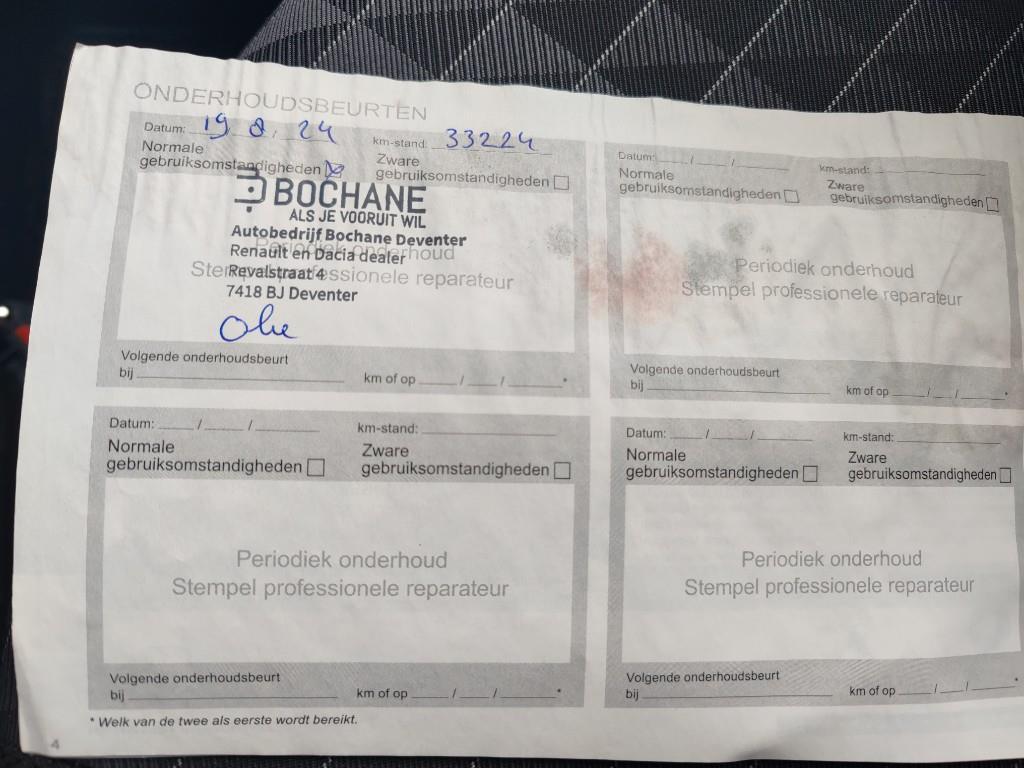 ONDERHOUDSBEURTEN
Datum: 19 8 / 24 km-stand: 33224
Normale gebruiksomstandigheden Zware gebruiksomstandigheden
BOCHANE
ALS JE VOORUIT WIL
Autobedrijf Bochane Deventer
Periodiek onderhoud
Renault en Dacia dealer
Stempel professionele reparateur
Revalstraat 4
7418 BJ Deventer
Volgende onderhoudsbeurt
bij km of op / / *
Datum: / / km-stand:
Normale gebruiksomstandigheden Zware gebruiksomstandigheden
Periodiek onderhoud
Stempel professionele reparateur
Volgende onderhoudsbeurt
bij km of op / / *
Datum: / / km-stand:
Normale gebruiksomstandigheden Zware gebruiksomstandigheden
Periodiek onderhoud
Stempel professionele reparateur
Volgende onderhoudsbeurt
bij km of op / / *
Datum: / / km-stand:
Normale gebruiksomstandigheden Zware gebruiksomstandigheden
Periodiek onderhoud
Stempel professionele reparateur
Volgende onderhoudsbeurt
bij km of op / / *
* Welk van de twee als eerste wordt bereikt.
4